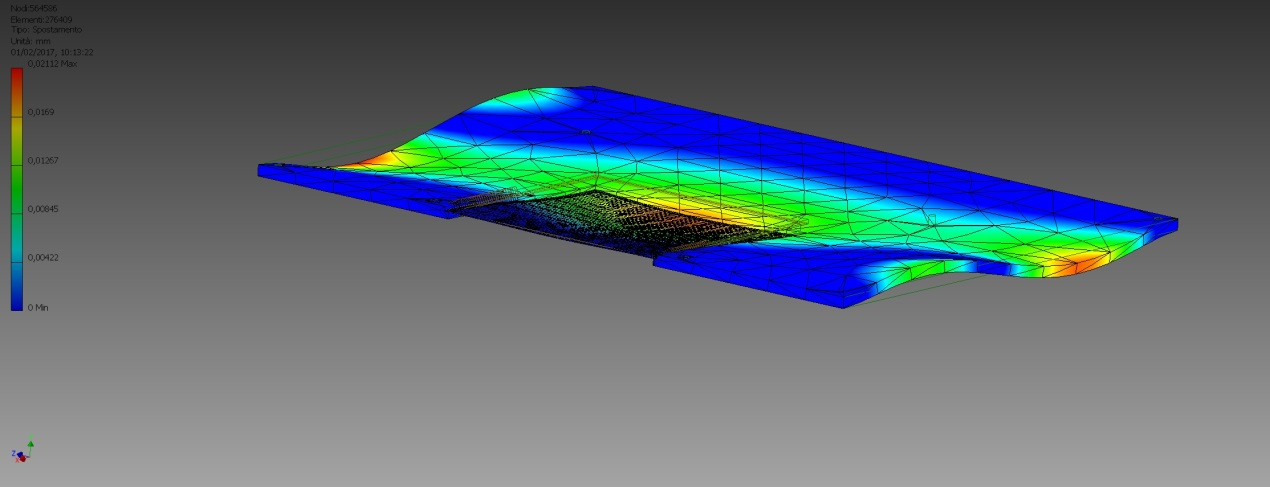 Nodi:564586
Elementi:276409
Tipo: Spostamento
Unità: mm
01/02/2017, 10:13:22
0,02112 Max
0,0169
0,01267
0,00845
0,00422
0 Min
Z